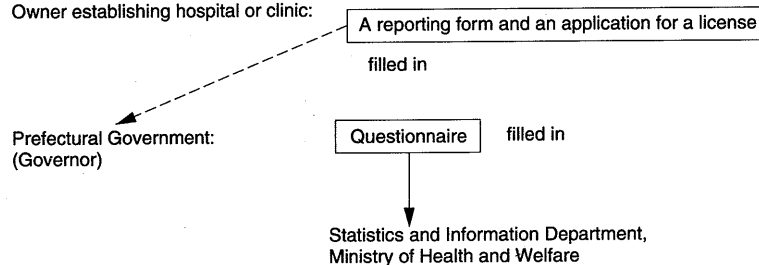 Owner establishing hospital or clinic:
A reporting form and an application for a license
filled in
Prefectural Government:
(Governor)
Questionnaire
filled in
Statistics and Information Department,
Ministry of Health and Welfare